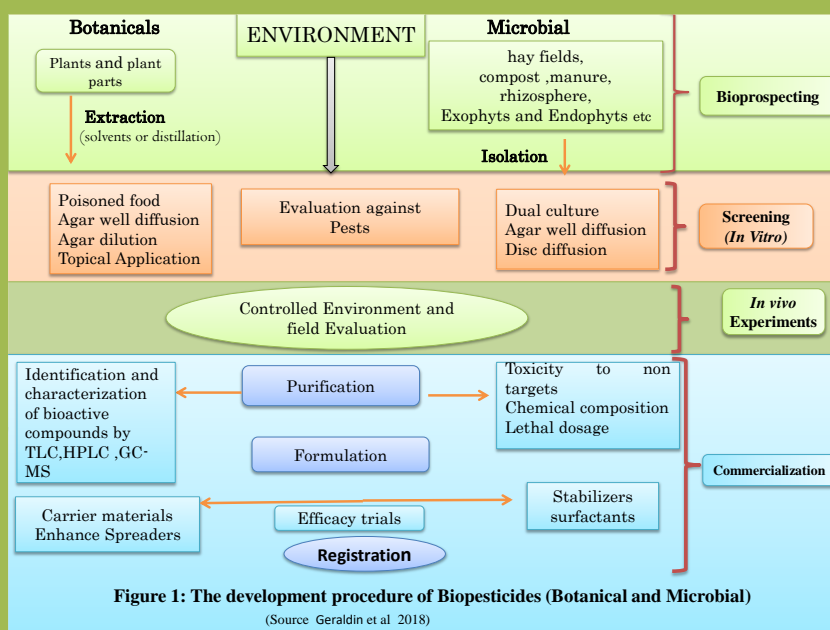 Botanicals
ENVIRONMENT
Microbial
Plants and plant
parts
hay fields,
compost ,manure,
rhizosphere,
Exophyts and Endophyts etc
Bioprospecting
Extraction
(solvents or distillation)
Isolation
Poisoned food
Agar well diffusion
Agar dilution
Topical Application
Evaluation against
Pests
Dual culture
Agar well diffusion
Disc diffusion
Screening
(In Vitro)
Controlled Environment and
field Evaluation
In vivo
Experiments
Identification and
characterization
of bioactive
compounds by
TLC,HPLC ,GC-
MS
Purification
Toxicity to non
targets
Chemical composition
Lethal dosage
Formulation
Commercialization
Carrier materials
Enhance Spreaders
Efficacy trials
Stabilizers
surfactants
Registration
Figure 1: The development procedure of Biopesticides (Botanical and Microbial)
(Source Geraldin et al 2018)